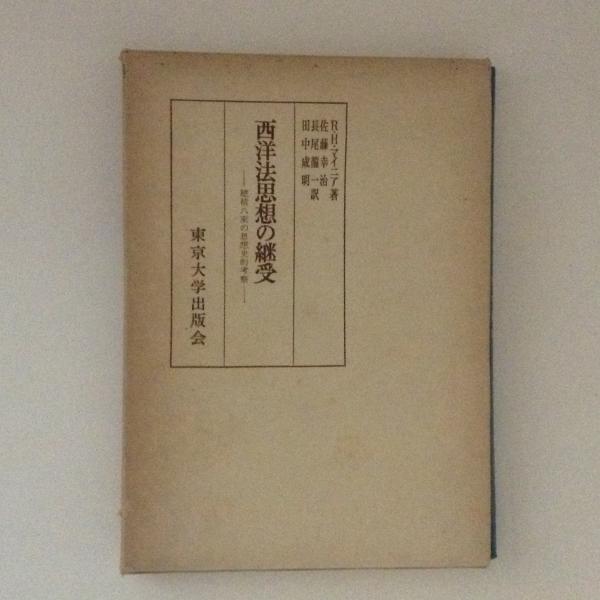 R・H・マイニア著
佐藤幸治
長尾龍一訳
田中成明
西洋法思想の継受
——穂積八束の思想史的考察——
東京大学出版会